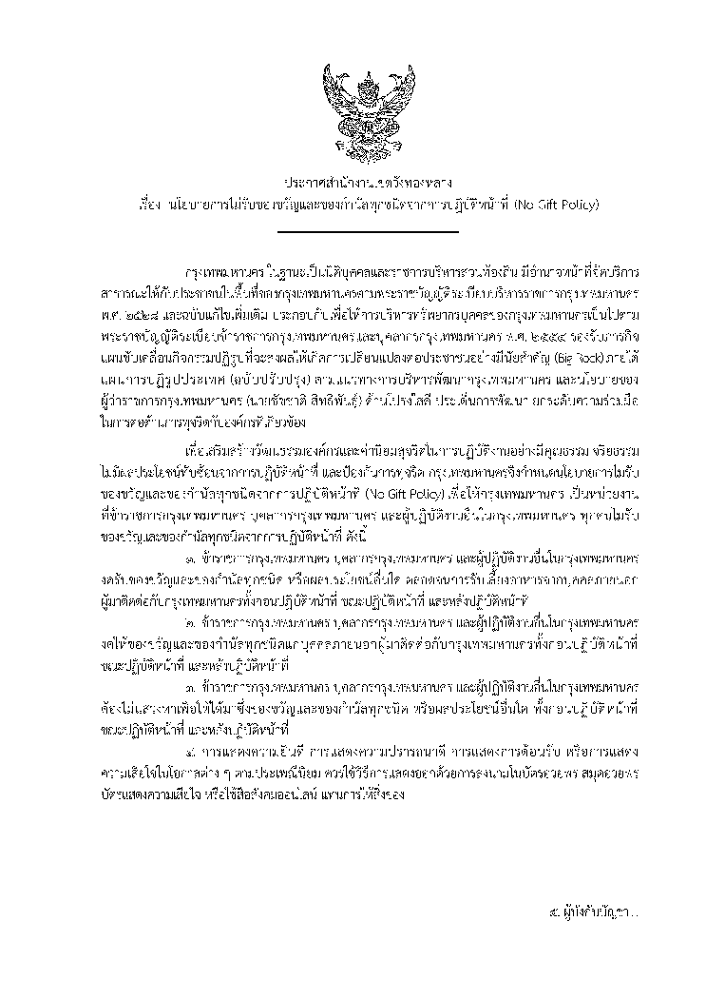 ประกาศสำนักงานเขตวังทองหลาง
เรื่อง นโยบายการไม่รับของขวัญและของกำนัลทุกชนิดจากการปฏิบัติหน้าที่ (No Gift Policy)
กรุงเทพมหานคร ในฐานะเป็นนิติบุคคลและราชการบริหารส่วนท้องถิ่น มีอำนาจหน้าที่จัดบริการ
สาธารณะให้กับประชาชนในพื้นที่ของกรุงเทพมหานครตามพระราชบัญญัติระเบียบบริหารราชการกรุงเทพมหานคร
พ.ศ. ๒๕๒๘ และฉบับแก้ไขเพิ่มเติม ประกอบกับเพื่อให้การบริหารทรัพยากรบุคคลของกรุงเทพมหานครเป็นไปตาม
พระราชบัญญัติระเบียบข้าราชการกรุงเทพมหานครและบุคลากรกรุงเทพมหานคร พ.ศ. ๒๕๕๔ รองรับภารกิจ
แผนขับเคลื่อนกิจกรรมปฏิรูปที่จะส่งผลให้เกิดการเปลี่ยนแปลงต่อประชาชนอย่างมีนัยสำคัญ (Big Rock) ภายใต้
แผนการปฏิรูปประเทศ (ฉบับปรับปรุง) ตามแนวทางการบริหารพัฒนากรุงเทพมหานคร และนโยบายของ
ผู้ว่าราชการกรุงเทพมหานคร (นายชัชชาติ สิทธิพันธุ์) ด้านโปร่งใสดี ประเด็นการพัฒนา ยกระดับความร่วมมือ
ในการต่อต้านการทุจริตกับองค์กรที่เกี่ยวข้อง
เพื่อเสริมสร้างวัฒนธรรมองค์กรและค่านิยมสุจริตในการปฏิบัติงานอย่างมีคุณธรรม จริยธรรม
ไม่มีผลประโยชน์ทับซ้อนจากการปฏิบัติหน้าที่ และป้องกันการทุจริต กรุงเทพมหานครจึงกำหนดนโยบายการไม่รับ
ของขวัญและของกำนัลทุกชนิดจากการปฏิบัติหน้าที่ (No Gift Policy) เพื่อให้กรุงเทพมหานคร เป็นหน่วยงาน
ที่ข้าราชการกรุงเทพมหานคร บุคลากรกรุงเทพมหานคร และผู้ปฏิบัติงานอื่นในกรุงเทพมหานคร ทุกคนไม่รับ
ของขวัญและของกำนัลทุกชนิดจากการปฏิบัติหน้าที่ ดังนี้
๑. ข้าราชการกรุงเทพมหานคร บุคลากรกรุงเทพมหานคร และผู้ปฏิบัติงานอื่นในกรุงเทพมหานคร
งดรับของขวัญและของกำนัลทุกชนิด หรือผลประโยชน์อื่นใด ตลอดจนการรับเลี้ยงอาหารจากบุคคลภายนอก
ผู้มาติดต่อกับกรุงเทพมหานครทั้งก่อนปฏิบัติหน้าที่ ขณะปฏิบัติหน้าที่ และหลังปฏิบัติหน้าที่
๒. ข้าราชการกรุงเทพมหานคร บุคลากรกรุงเทพมหานคร และผู้ปฏิบัติงานอื่นในกรุงเทพมหานคร
งดให้ของขวัญและของกำนัลทุกชนิดแก่บุคคลภายนอกผู้มาติดต่อกับกรุงเทพมหานครทั้งก่อนปฏิบัติหน้าที่
ขณะปฏิบัติหน้าที่ และหลังปฏิบัติหน้าที่
๓. ข้าราชการกรุงเทพมหานคร บุคลากรกรุงเทพมหานคร และผู้ปฏิบัติงานอื่นในกรุงเทพมหานคร
ต้องไม่แสวงหาเพื่อให้ได้มาซึ่งของขวัญและของกำนัลทุกชนิด หรือผลประโยชน์อื่นใด ทั้งก่อนปฏิบัติหน้าที่
ขณะปฏิบัติหน้าที่ และหลังปฏิบัติหน้าที่
๔. การแสดงความยินดี การแสดงความปรารถนาดี การแสดงการต้อนรับ หรือการแสดง
ความเสียใจในโอกาสต่าง ๆ ตามประเพณีนิยม ควรใช้วิธีการแสดงออกด้วยการลงนามในบัตรอวยพร สมุดอวยพร
บัตรแสดงความเสียใจ หรือใช้สื่อสังคมออนไลน์ แทนการให้สิ่งของ
๕. ผู้บังคับบัญชา...